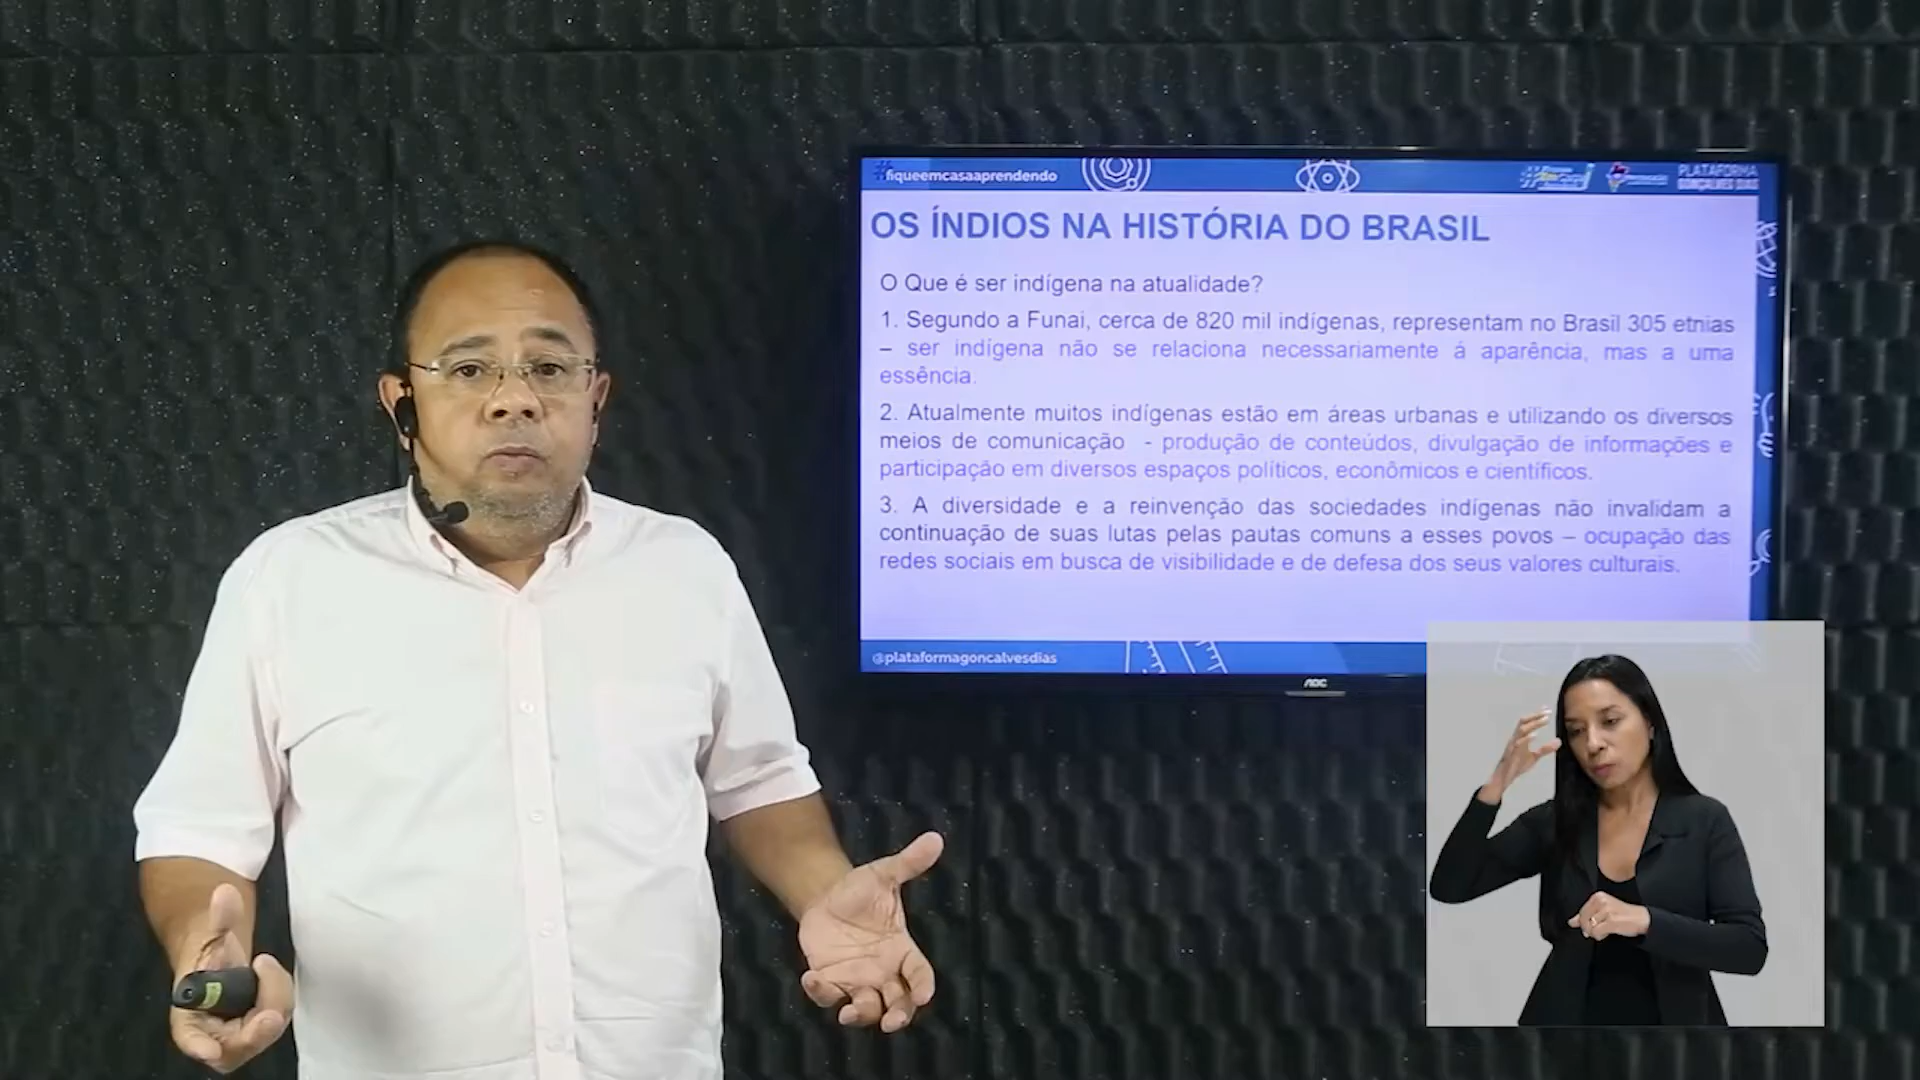 #fiqueemcasaaprendendo
PLATAFORMA
GONÇALVES DIAS
OS ÍNDIOS NA HISTÓRIA DO BRASIL
O Que é ser indígena na atualidade?
1. Segundo a Funai, cerca de 820 mil indígenas, representam no Brasil 305 etnias
– ser indígena não se relaciona necessariamente á aparência, mas a uma
essência.
2. Atualmente muitos indígenas estão em áreas urbanas e utilizando os diversos
meios de comunicação - produção de conteúdos, divulgação de informações e
participação em diversos espaços políticos, econômicos e científicos.
3. A diversidade e a reinvenção das sociedades indígenas não invalidam a
continuação de suas lutas pelas pautas comuns a esses povos – ocupação das
redes sociais em busca de visibilidade e de defesa dos seus valores culturais.
@plataformagoncalvesdias
AOC